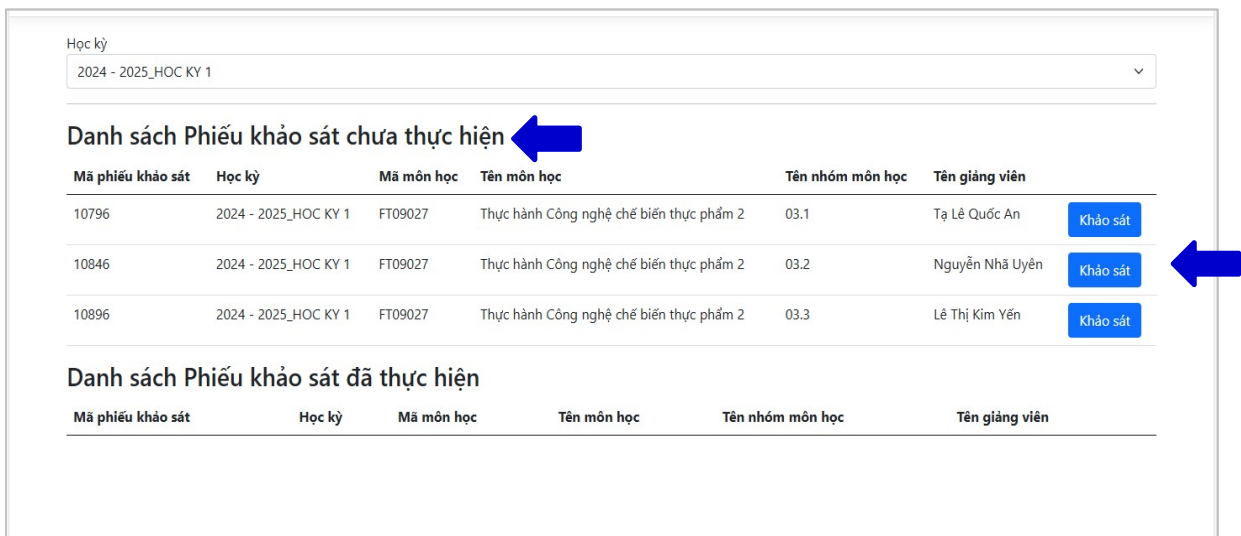 Học kỳ
2024 - 2025_HOC KY 1
Danh sách Phiếu khảo sát chưa thực hiện
Mã phiếu khảo sát Học kỳ Mã môn học Tên môn học Tên nhóm môn học Tên giảng viên
10796 2024 - 2025_HOC KY 1 FT09027 Thực hành Công nghệ chế biến thực phẩm 2 03.1 Tạ Lê Quốc An Khảo sát
10846 2024 - 2025_HOC KY 1 FT09027 Thực hành Công nghệ chế biến thực phẩm 2 03.2 Nguyễn Nhã Uyên Khảo sát
10896 2024 - 2025_HOC KY 1 FT09027 Thực hành Công nghệ chế biến thực phẩm 2 03.3 Lê Thị Kim Yến Khảo sát
Danh sách Phiếu khảo sát đã thực hiện
Mã phiếu khảo sát Học kỳ Mã môn học Tên môn học Tên nhóm môn học Tên giảng viên